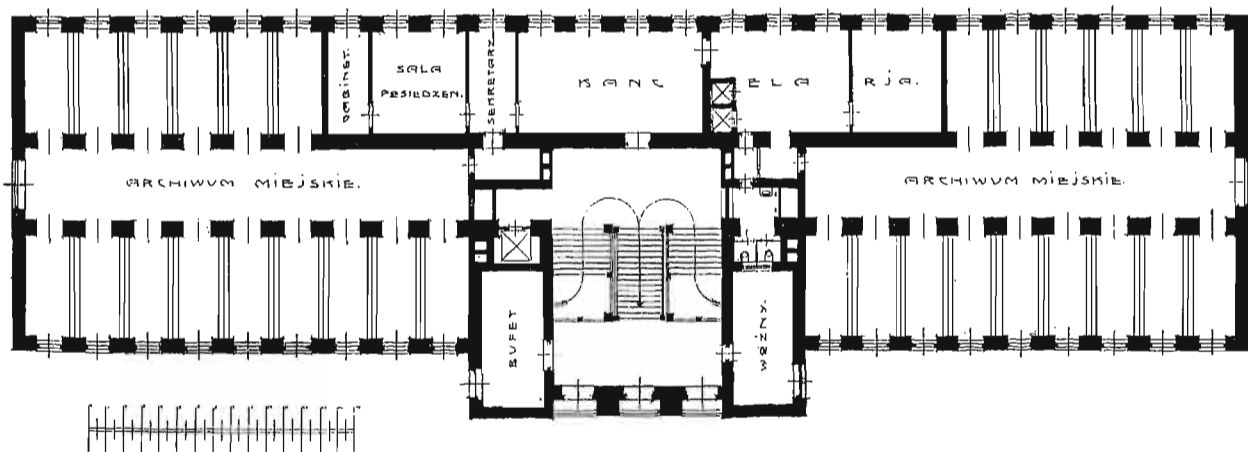 GABINET.
SALA
POSIEDZEŃ.
SEKRETARZ.
KANC
ELA
RJA.
ARCHIWUM MIEJSKIE.
ARCHIWUM MIEJSKIE.
BUFET
WOŹNY.